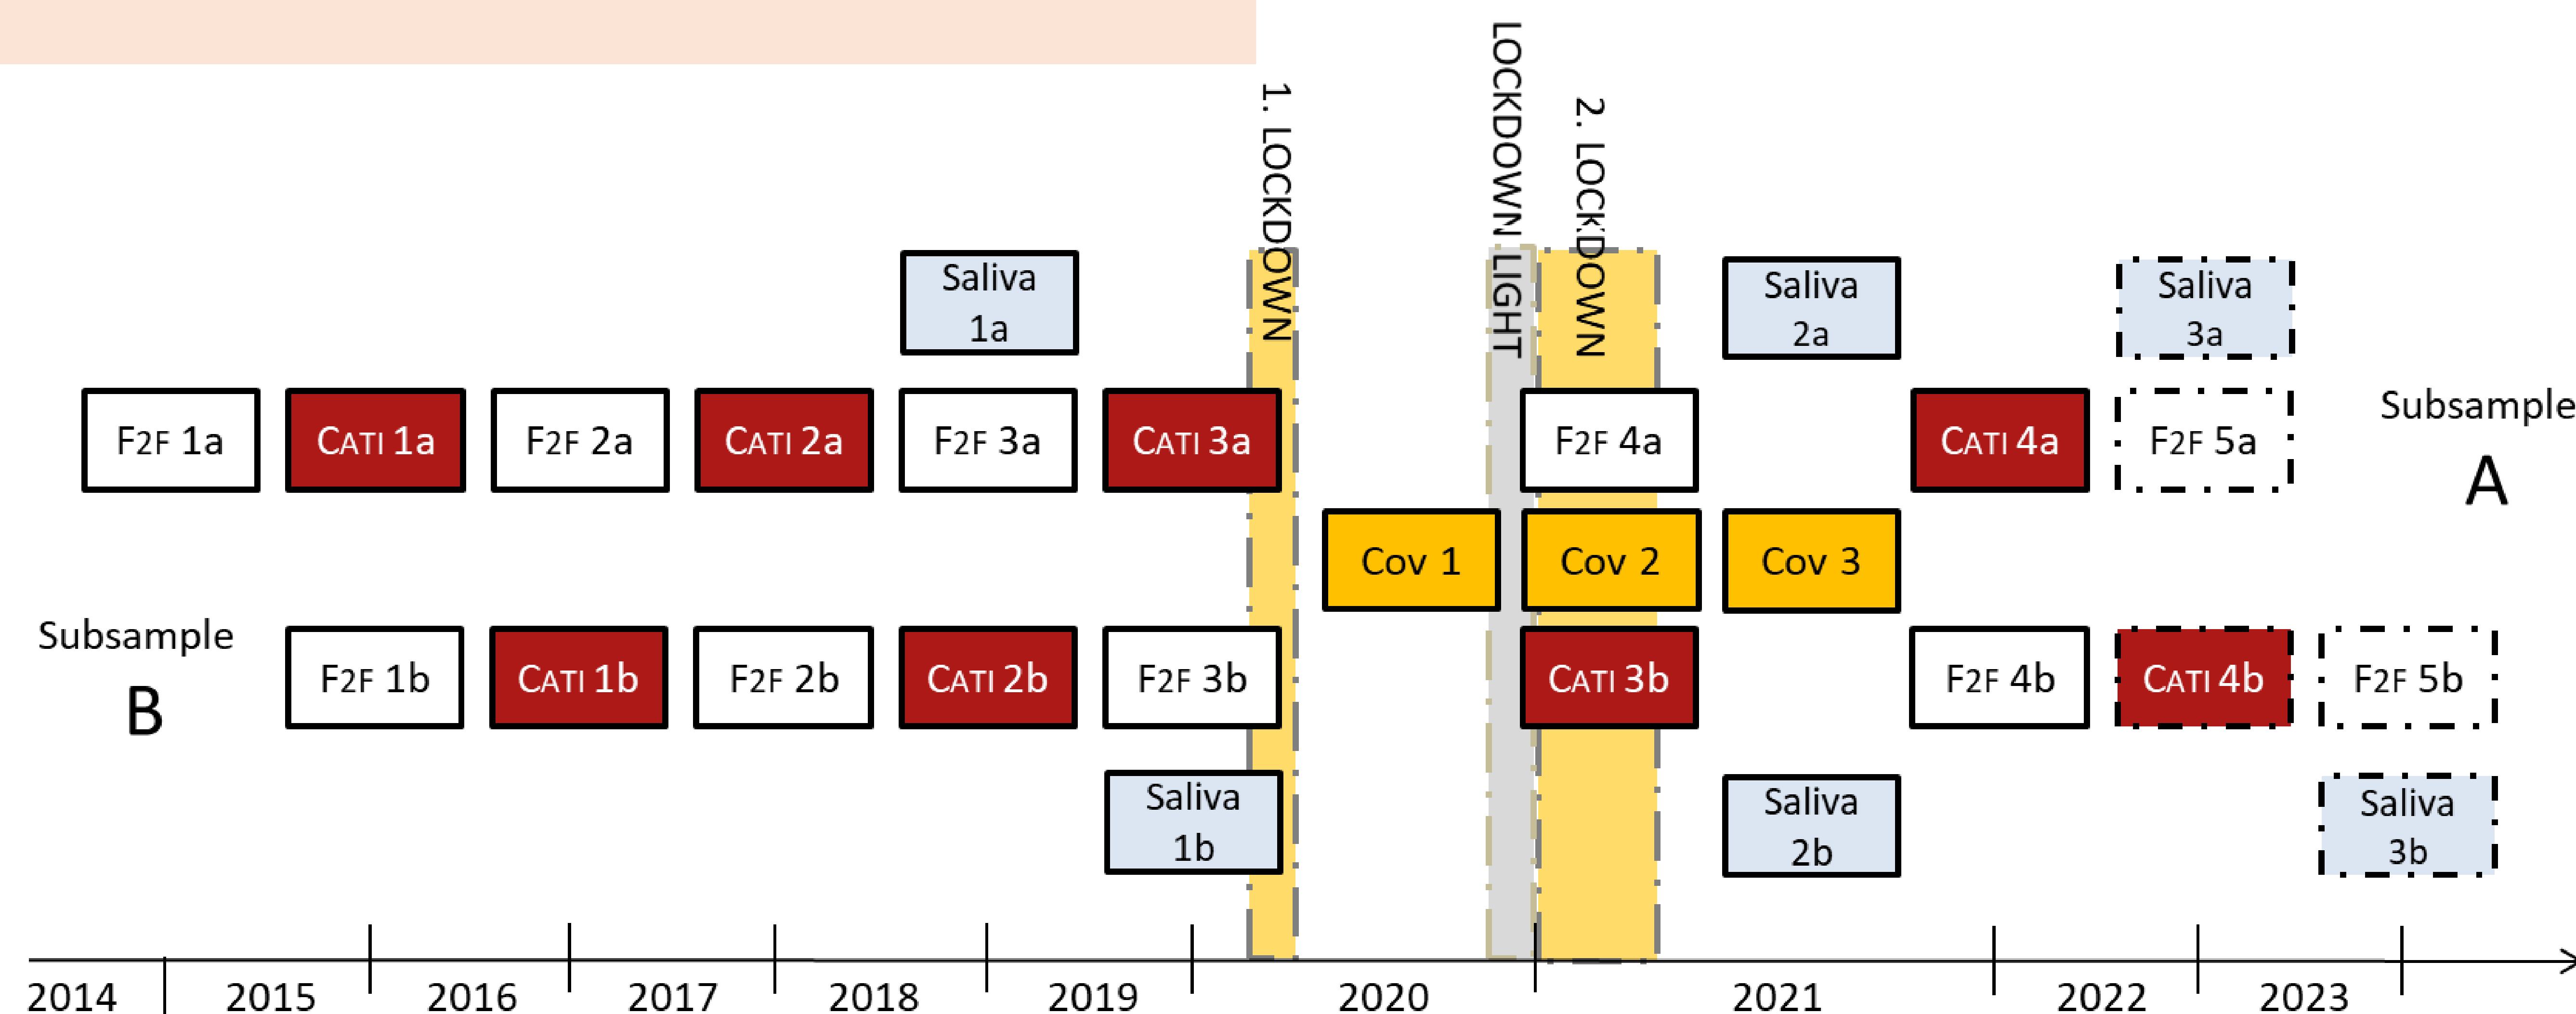 1. LOCKDOWN
LOCKDOWN LIGHT
2. LOCKDOWN
Saliva
1a
Saliva
2a
Saliva
3a
F2F 1a
CATI 1a
F2F 2a
CATI 2a
F2F 3a
CATI 3a
F2F 4a
CATI 4a
F2F 5a
Subsample
A
Cov 1
Cov 2
Cov 3
Subsample
B
F2F 1b
CATI 1b
F2F 2b
CATI 2b
F2F 3b
CATI 3b
F2F 4b
CATI 4b
F2F 5b
Saliva
1b
Saliva
2b
Saliva
3b
2014
2015
2016
2017
2018
2019
2020
2021
2022
2023